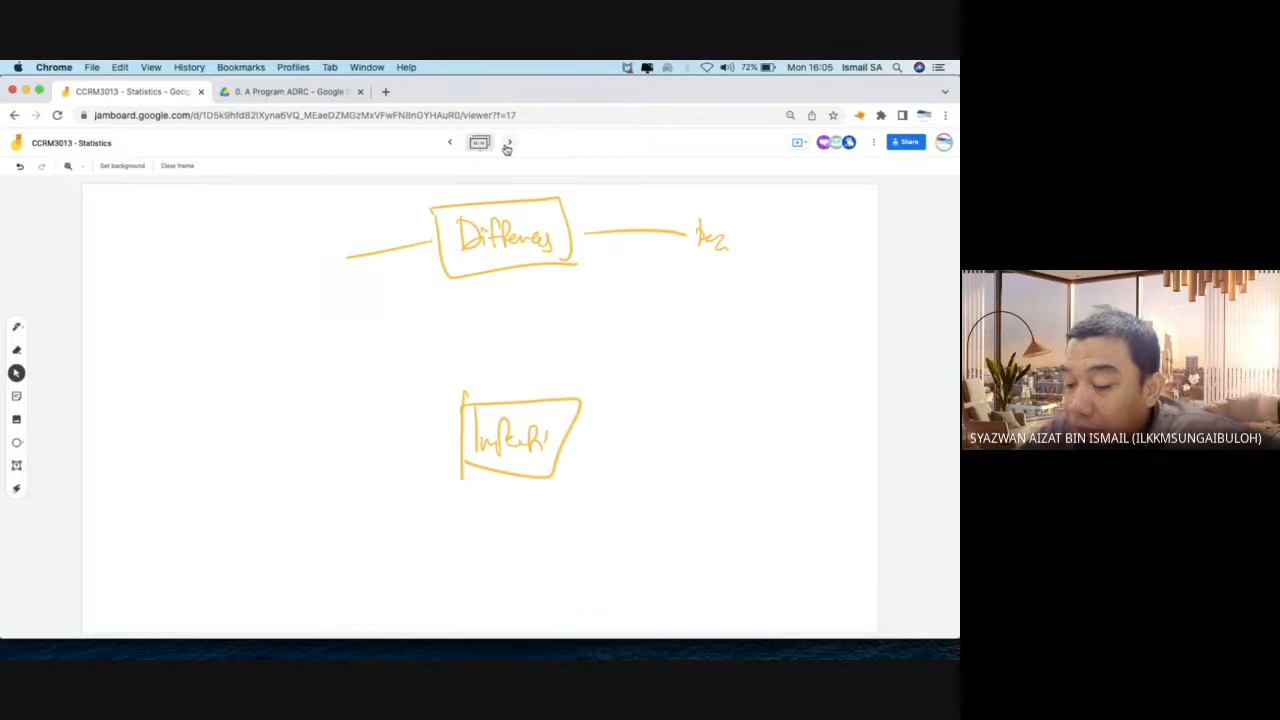 Chrome File Edit View History Bookmarks Profiles Tab Window Help 72% Mon 16:05 Ismail SA
CCRM3013 - Statistics - Goog 0. A Program ADRC - Google D
jamboard.google.com/d/1D5k9hfd82IXyna6VQ_MEaeDZMGzMxVFwFN8nGYHAuR0/viewer?f=17
CCRM3013 - Statistics Share
Set background Clear frame
SYAZWAN AIZAT BIN ISMAIL (ILKKMSUNGAIBULOH)